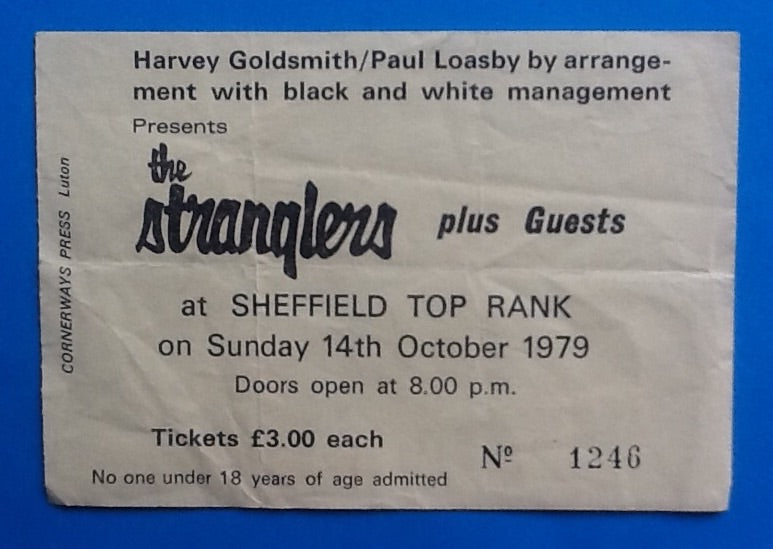 Harvey Goldsmith/Paul Loasby by arrange-
ment with black and white management
Presents
the
stranglers plus Guests
at SHEFFIELD TOP RANK
on Sunday 14th October 1979
Doors open at 8.00 p.m.
Tickets £3.00 each
Nº 1246
No one under 18 years of age admitted
CORNERWAYS PRESS Luton